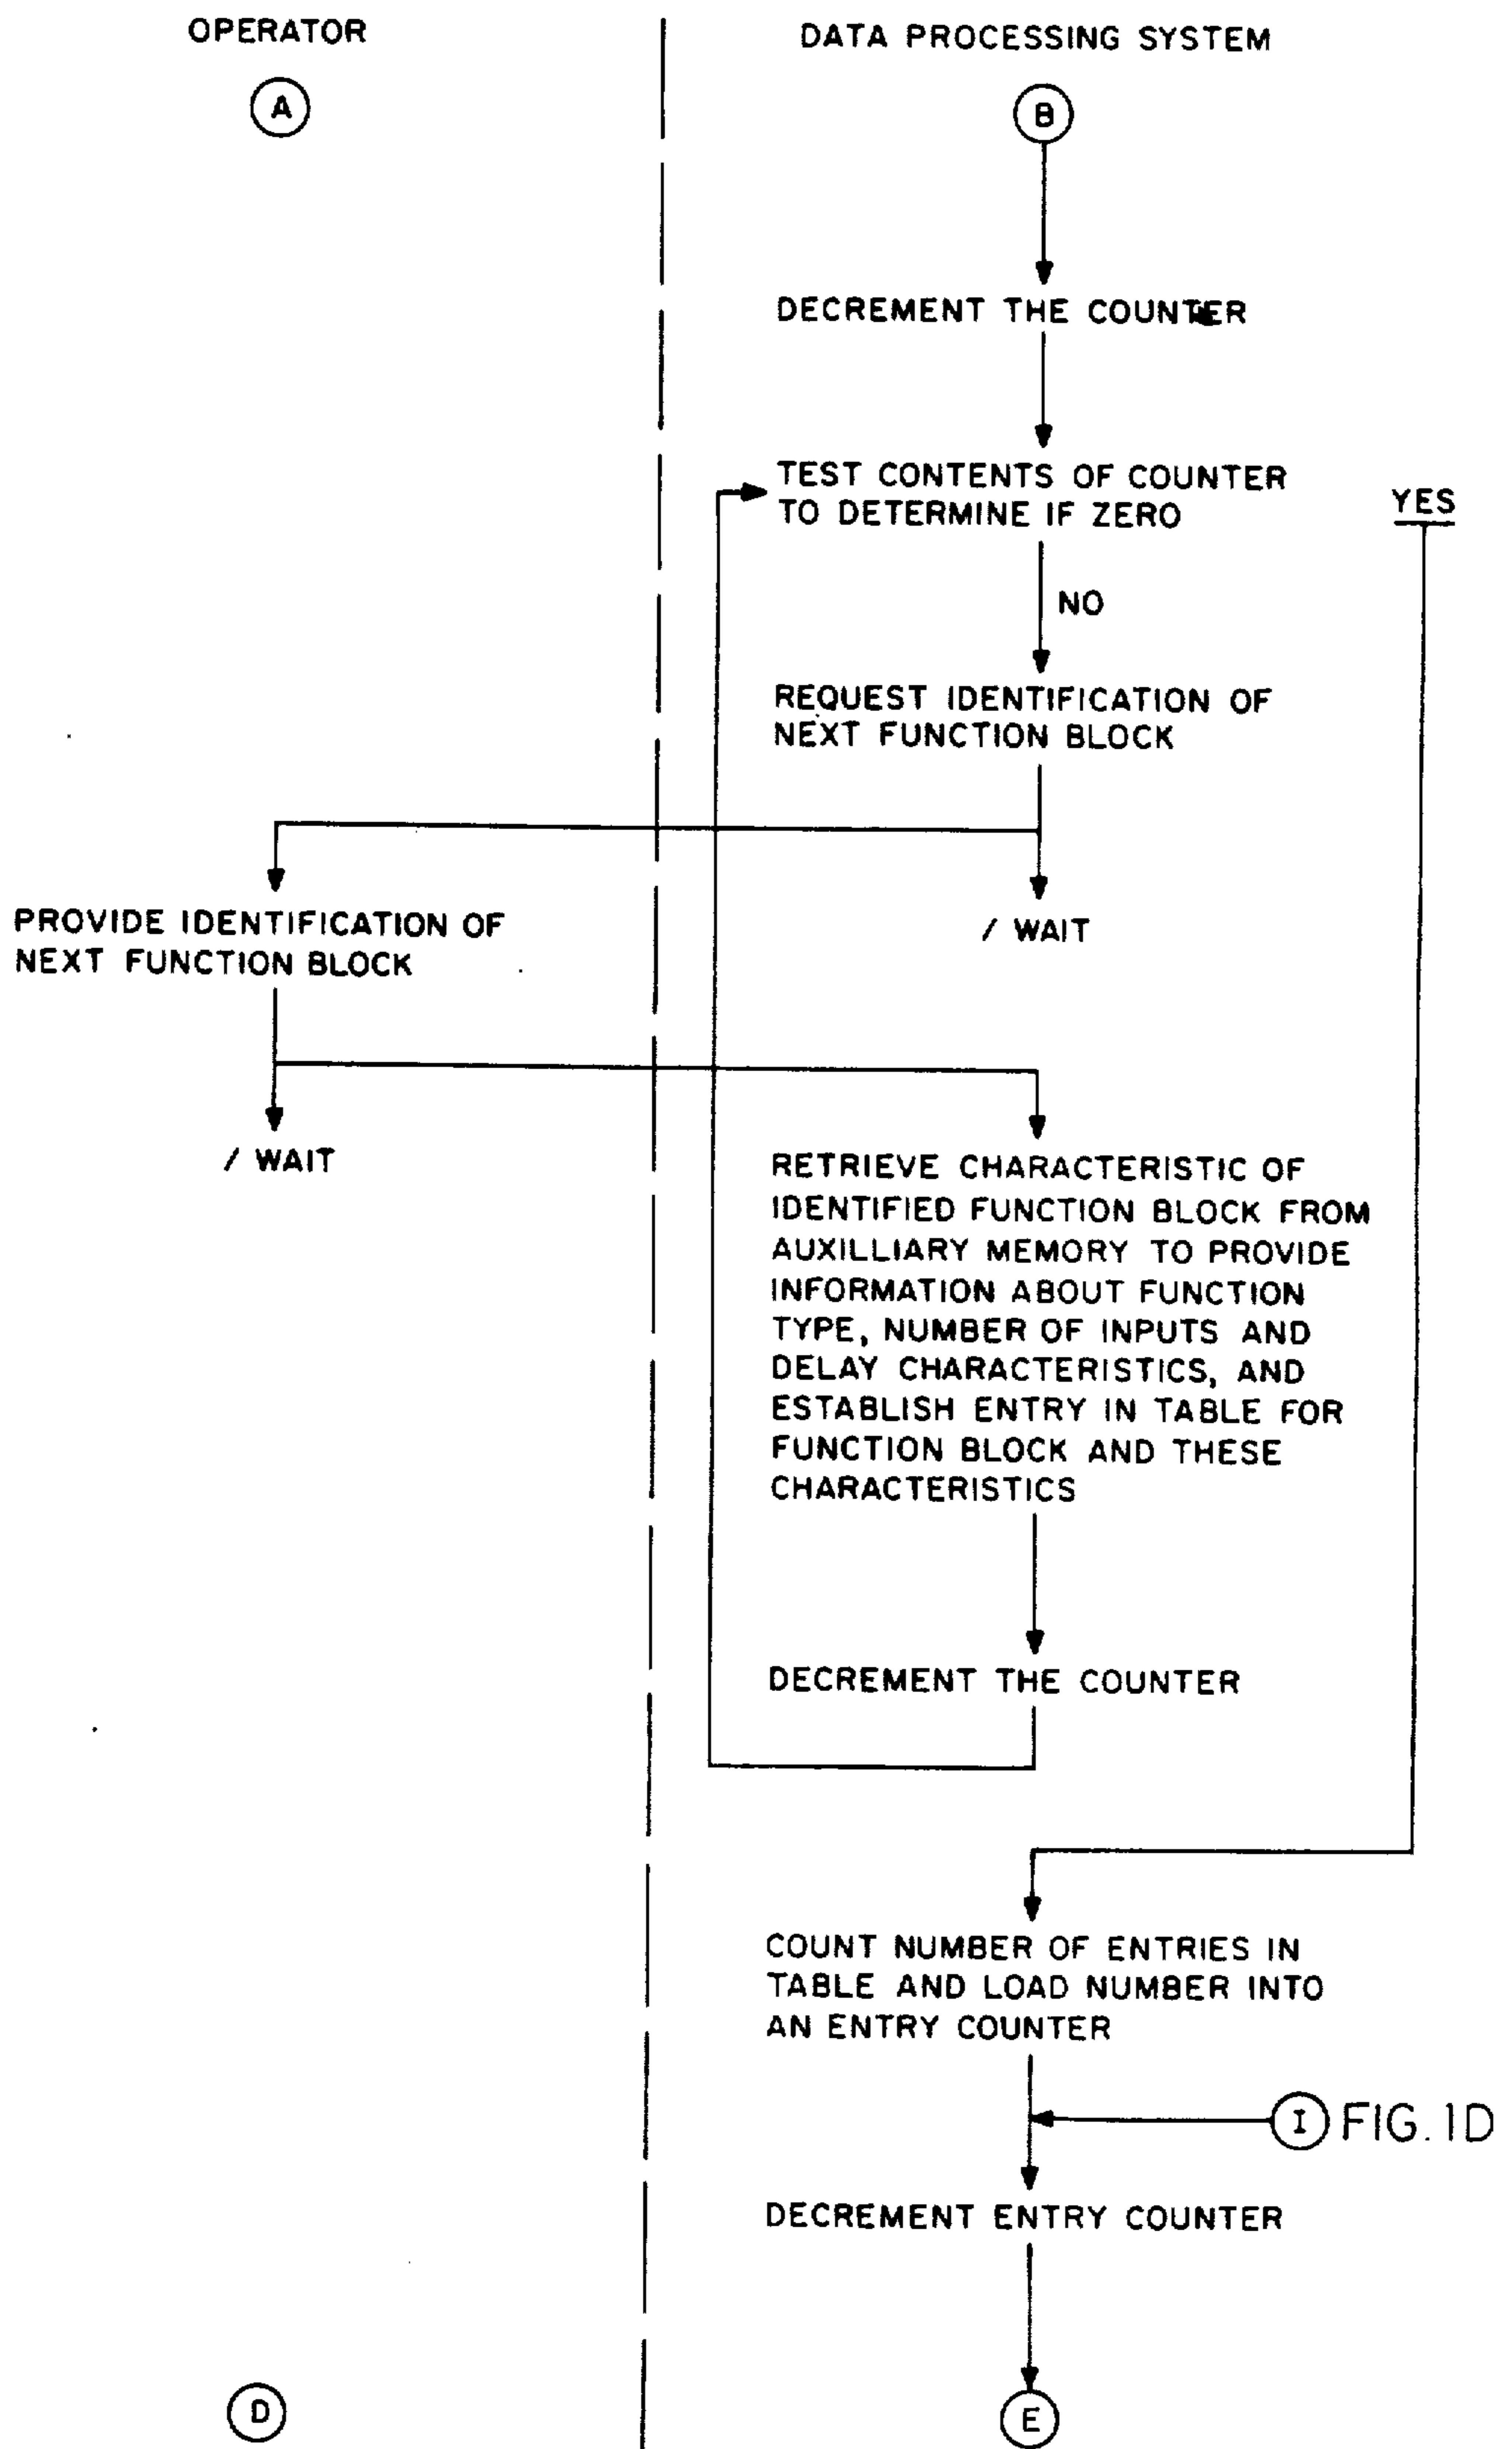 OPERATOR
DATA PROCESSING SYSTEM
A
B
DECREMENT THE COUNTER
TEST CONTENTS OF COUNTER
TO DETERMINE IF ZERO
YES
NO
REQUEST IDENTIFICATION OF
NEXT FUNCTION BLOCK
PROVIDE IDENTIFICATION OF
NEXT FUNCTION BLOCK
/ WAIT
/ WAIT
RETRIEVE CHARACTERISTIC OF
IDENTIFIED FUNCTION BLOCK FROM
AUXILLIARY MEMORY TO PROVIDE
INFORMATION ABOUT FUNCTION
TYPE, NUMBER OF INPUTS AND
DELAY CHARACTERISTICS, AND
ESTABLISH ENTRY IN TABLE FOR
FUNCTION BLOCK AND THESE
CHARACTERISTICS
DECREMENT THE COUNTER
COUNT NUMBER OF ENTRIES IN
TABLE AND LOAD NUMBER INTO
AN ENTRY COUNTER
I FIG. 1D
DECREMENT ENTRY COUNTER
D
E